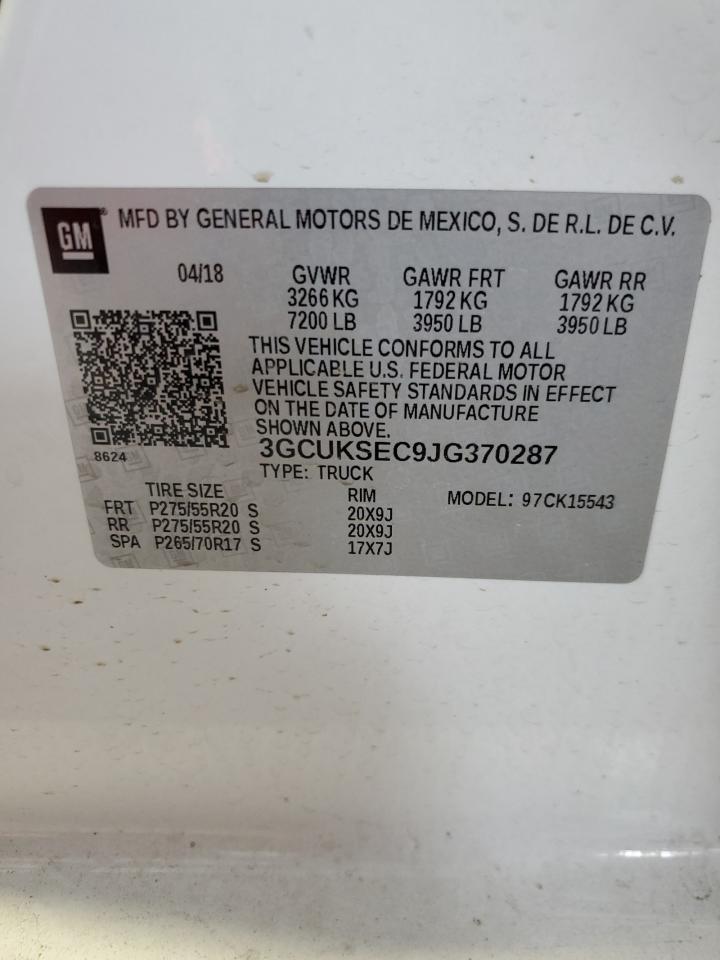 GM® MFD BY GENERAL MOTORS DE MEXICO, S. DE R.L. DE C.V.
04/18 GVWR GAWR FRT GAWR RR
3266 KG 1792 KG 1792 KG
7200 LB 3950 LB 3950 LB
THIS VEHICLE CONFORMS TO ALL
APPLICABLE U.S. FEDERAL MOTOR
VEHICLE SAFETY STANDARDS IN EFFECT
ON THE DATE OF MANUFACTURE
SHOWN ABOVE.
8624
3GCUKSEC9JG370287
TYPE: TRUCK
TIRE SIZE RIM MODEL: 97CK15543
FRT P275/55R20 S 20X9J
RR P275/55R20 S 20X9J
SPA P265/70R17 S 17X7J